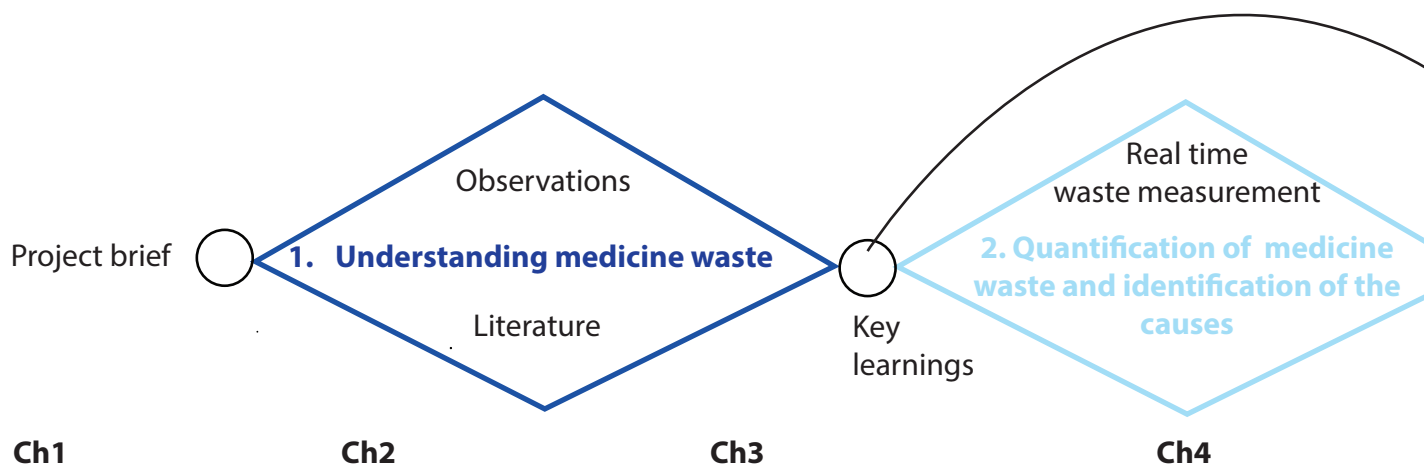 Project brief
Observations
1. Understanding medicine waste
Literature
Key
learnings
Real time
waste measurement
2. Quantification of medicine
waste and identification of the
causes
Ch1
Ch2
Ch3
Ch4